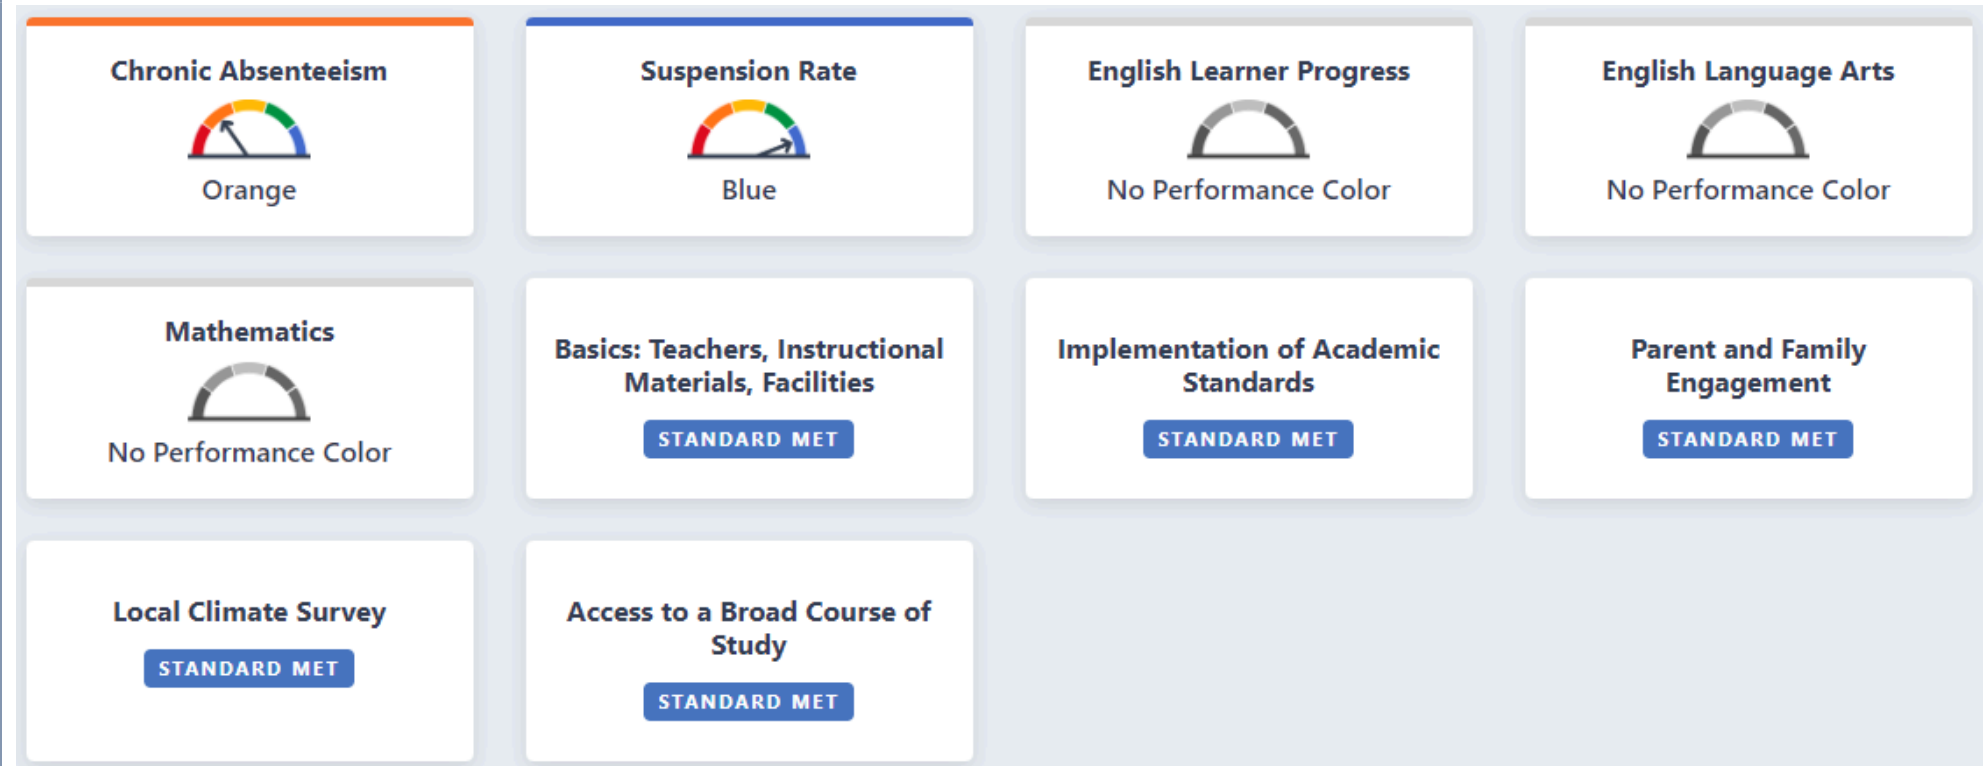 Chronic Absenteeism
Orange
Suspension Rate
Blue
English Learner Progress
No Performance Color
English Language Arts
No Performance Color
Mathematics
No Performance Color
Basics: Teachers, Instructional
Materials, Facilities
STANDARD MET
Implementation of Academic
Standards
STANDARD MET
Parent and Family
Engagement
STANDARD MET
Local Climate Survey
STANDARD MET
Access to a Broad Course of
Study
STANDARD MET